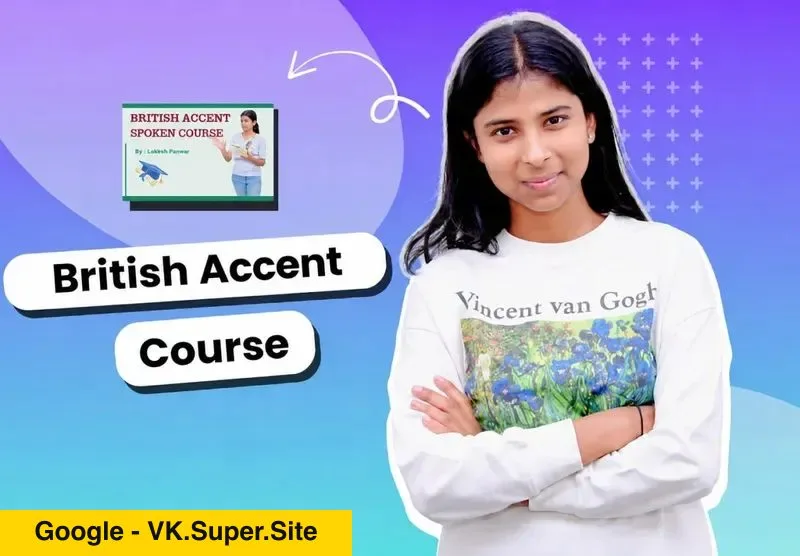 BRITISH ACCENT
SPOKEN COURSE
By : Lokesh Panwar
British Accent
Course
Vincent van Gogh
Google - VK.Super.Site